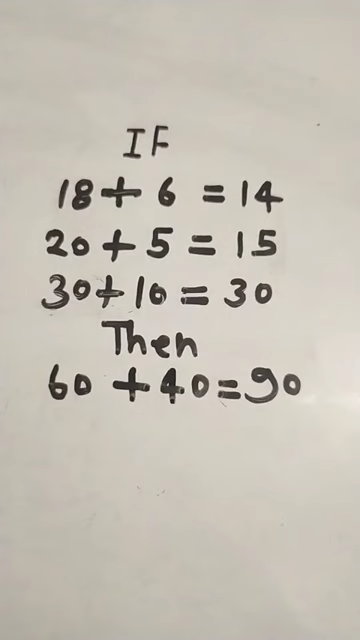 IF
18 + 6 = 14
20 + 5 = 15
30 + 10 = 30
Then
60 + 40 = 90